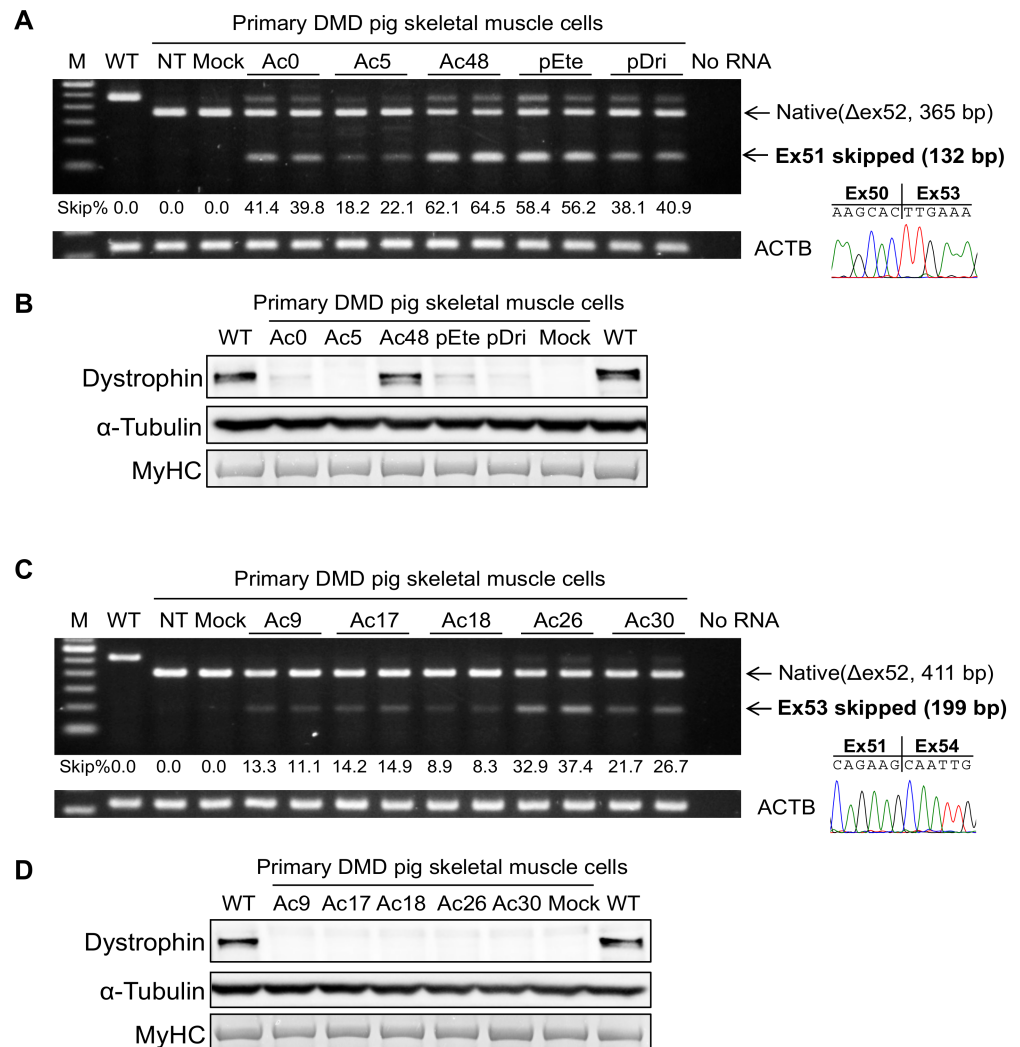 A
Primary DMD pig skeletal muscle cells
M WT NT Mock Ac0 Ac5 Ac48 pEte pDri No RNA
Native(Δex52, 365 bp)
Ex51 skipped (132 bp)
Skip% 0.0 0.0 0.0 41.4 39.8 18.2 22.1 62.1 64.5 58.4 56.2 38.1 40.9
Ex50 Ex53
AAGCACTTGAAA
ACTB
B
Primary DMD pig skeletal muscle cells
WT Ac0 Ac5 Ac48 pEte pDri Mock WT
Dystrophin
α-Tubulin
MyHC
C
Primary DMD pig skeletal muscle cells
M WT NT Mock Ac9 Ac17 Ac18 Ac26 Ac30 No RNA
Native(Δex52, 411 bp)
Ex53 skipped (199 bp)
Skip%0.0 0.0 0.0 13.3 11.1 14.2 14.9 8.9 8.3 32.9 37.4 21.7 26.7
Ex51 Ex54
CAGAAGCAATTG
ACTB
D
Primary DMD pig skeletal muscle cells
WT Ac9 Ac17 Ac18 Ac26 Ac30 Mock WT
Dystrophin
α-Tubulin
MyHC